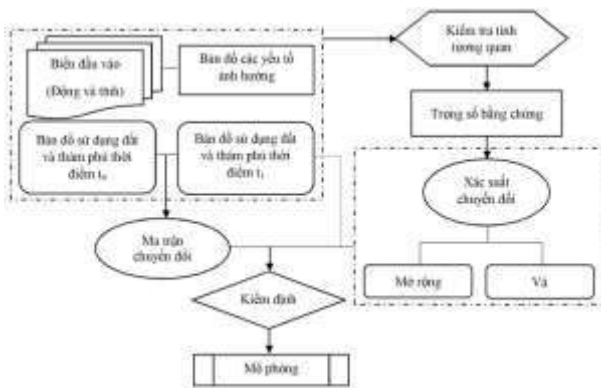 Biến đầu vào
(Động và tĩnh)
Bản đồ các yếu tố
ảnh hưởng
Kiểm tra tính
tương quan
Bản đồ sử dụng đất
và thảm phủ thời
điểm t₀
Bản đồ sử dụng đất
và thảm phủ thời
điểm t₁
Trọng số bằng chứng
Xác suất
chuyển đổi
Ma trận
chuyển đổi
Mở rộng
Vá
Kiểm định
Mô phỏng